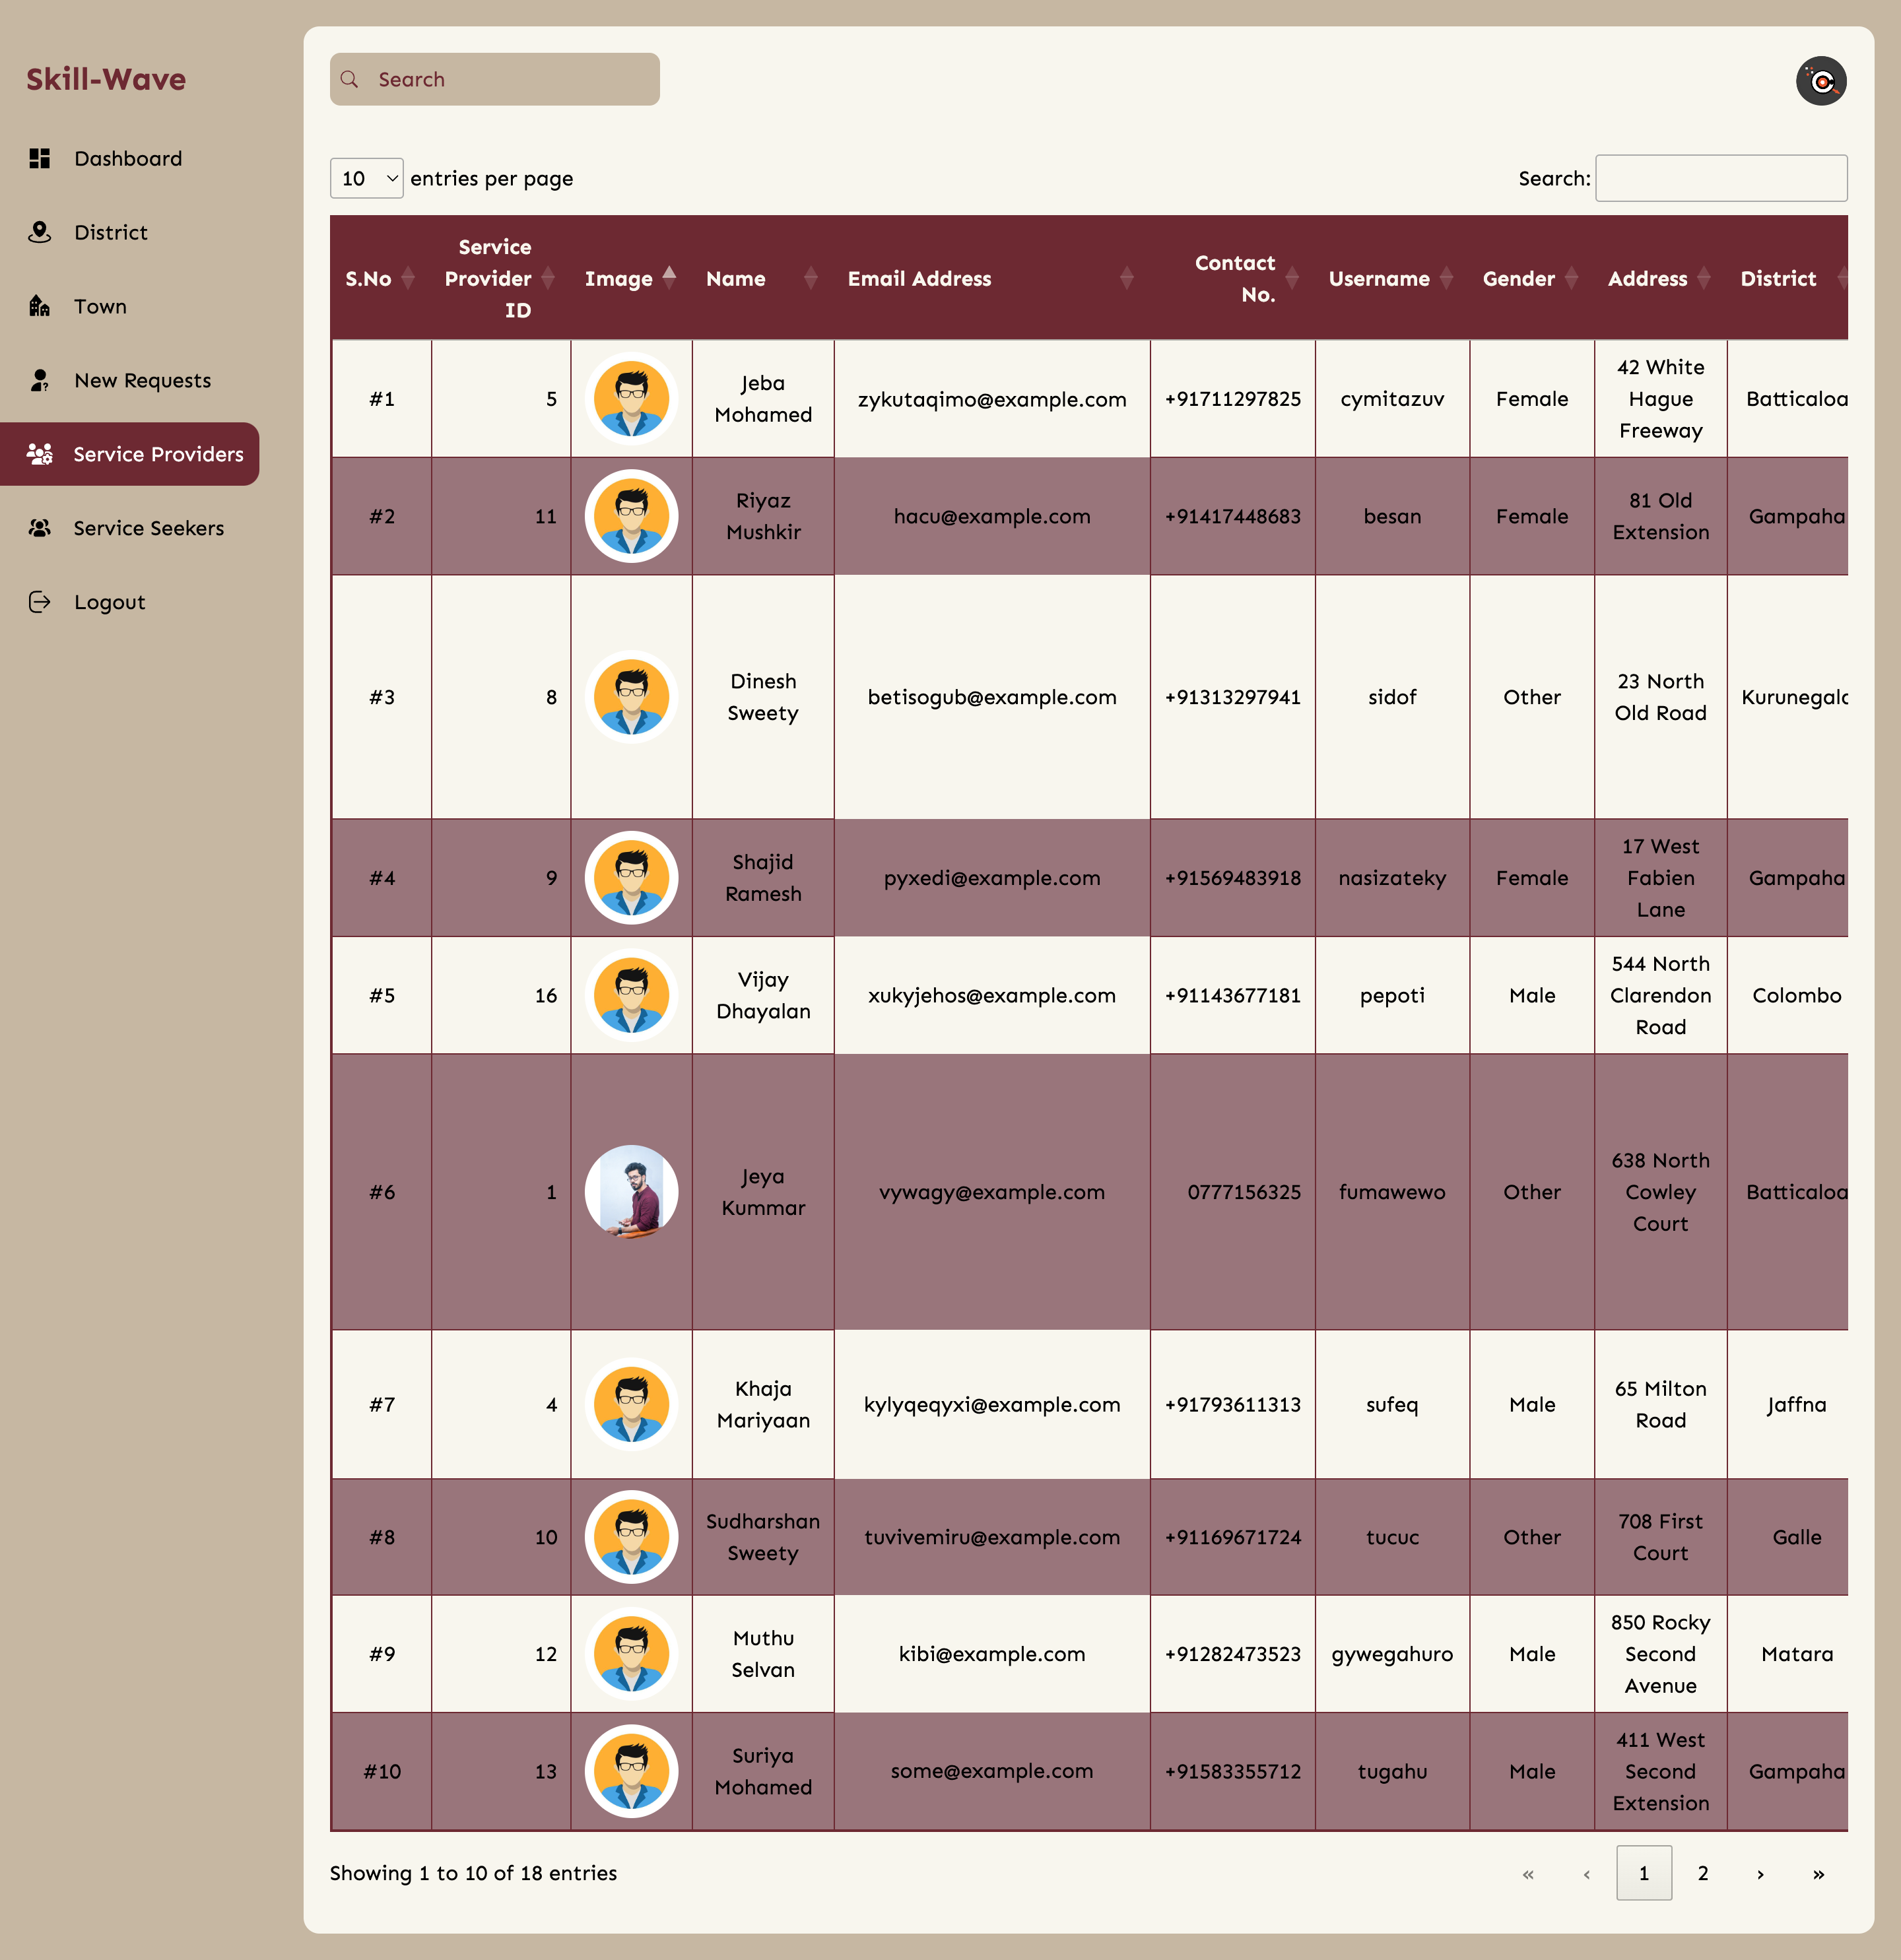 Skill-Wave
Dashboard
District
Town
New Requests
Service Providers
Service Seekers
Logout
Search
10 entries per page
Search:
S.No Service Provider ID Image Name Email Address Contact No. Username Gender Address District
#1 5 Jeba Mohamed zykutaqimo@example.com +91711297825 cymitazuv Female 42 White Hague Freeway Batticaloa
#2 11 Riyaz Mushkir hacu@example.com +91417448683 besan Female 81 Old Extension Gampaha
#3 8 Dinesh Sweety betisogub@example.com +91313297941 sidof Other 23 North Old Road Kurunegala
#4 9 Shajid Ramesh pyxedi@example.com +91569483918 nasizateky Female 17 West Fabien Lane Gampaha
#5 16 Vijay Dhayalan xukyjehos@example.com +91143677181 pepoti Male 544 North Clarendon Road Colombo
#6 1 Jeya Kummar vywagy@example.com 0777156325 fumawewo Other 638 North Cowley Court Batticaloa
#7 4 Khaja Mariyaan kylyqeqyxi@example.com +91793611313 sufeq Male 65 Milton Road Jaffna
#8 10 Sudharshan Sweety tuvivemiru@example.com +91169671724 tucuc Other 708 First Court Galle
#9 12 Muthu Selvan kibi@example.com +91282473523 gywegahuro Male 850 Rocky Second Avenue Matara
#10 13 Suriya Mohamed some@example.com +91583355712 tugahu Male 411 West Second Extension Gampaha
Showing 1 to 10 of 18 entries
« ‹ 1 2 › »